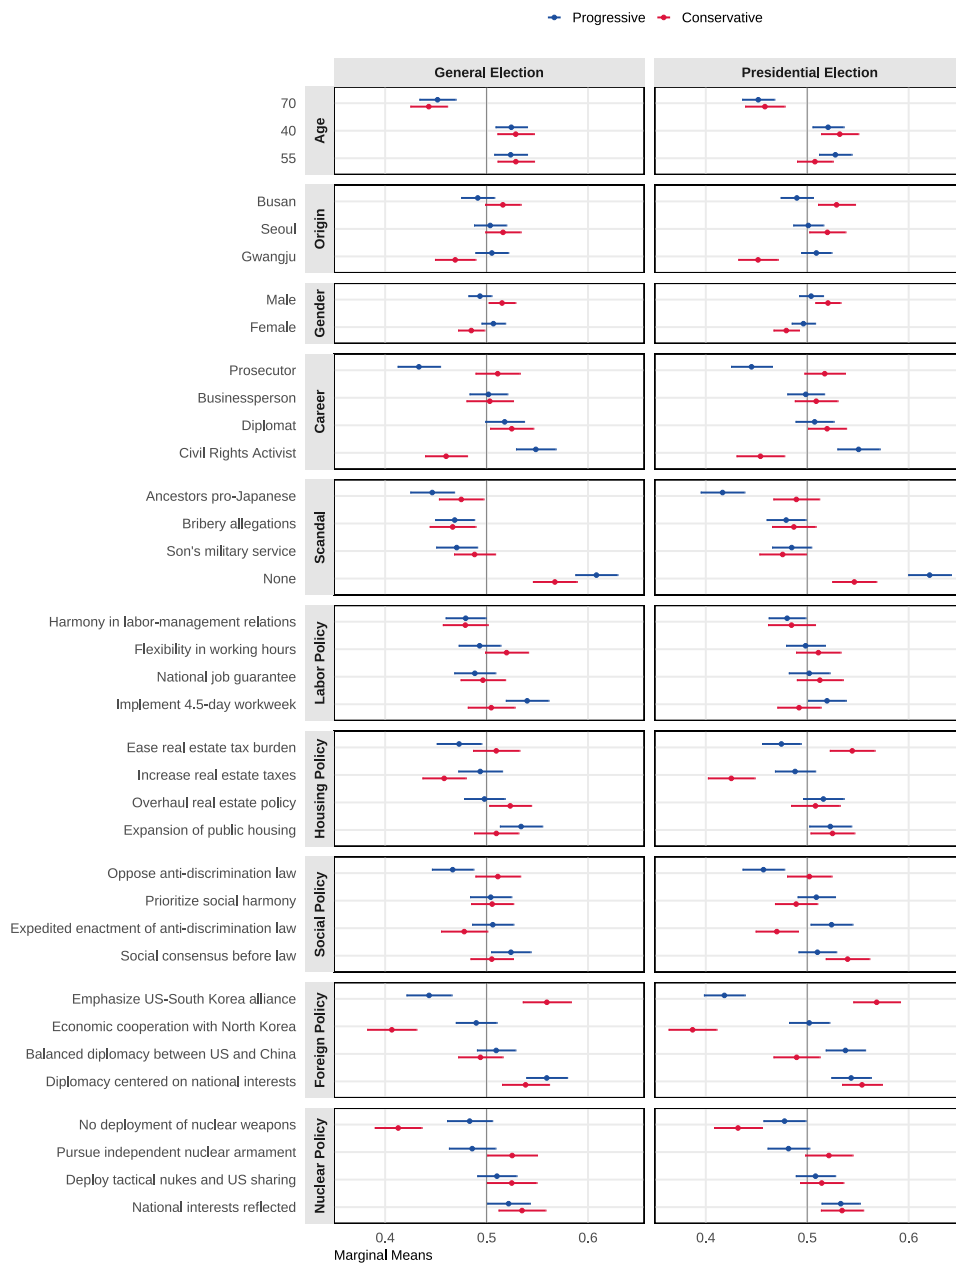 Progressive Conservative
General Election Presidential Election
Age
70
40
55
Origin
Busan
Seoul
Gwangju
Gender
Male
Female
Career
Prosecutor
Businessperson
Diplomat
Civil Rights Activist
Scandal
Ancestors pro-Japanese
Bribery allegations
Son's military service
None
Labor Policy
Harmony in labor-management relations
Flexibility in working hours
National job guarantee
Implement 4.5-day workweek
Housing Policy
Ease real estate tax burden
Increase real estate taxes
Overhaul real estate policy
Expansion of public housing
Social Policy
Oppose anti-discrimination law
Prioritize social harmony
Expedited enactment of anti-discrimination law
Social consensus before law
Foreign Policy
Emphasize US-South Korea alliance
Economic cooperation with North Korea
Balanced diplomacy between US and China
Diplomacy centered on national interests
Nuclear Policy
No deployment of nuclear weapons
Pursue independent nuclear armament
Deploy tactical nukes and US sharing
National interests reflected
0.4 0.5 0.6 0.4 0.5 0.6
Marginal Means